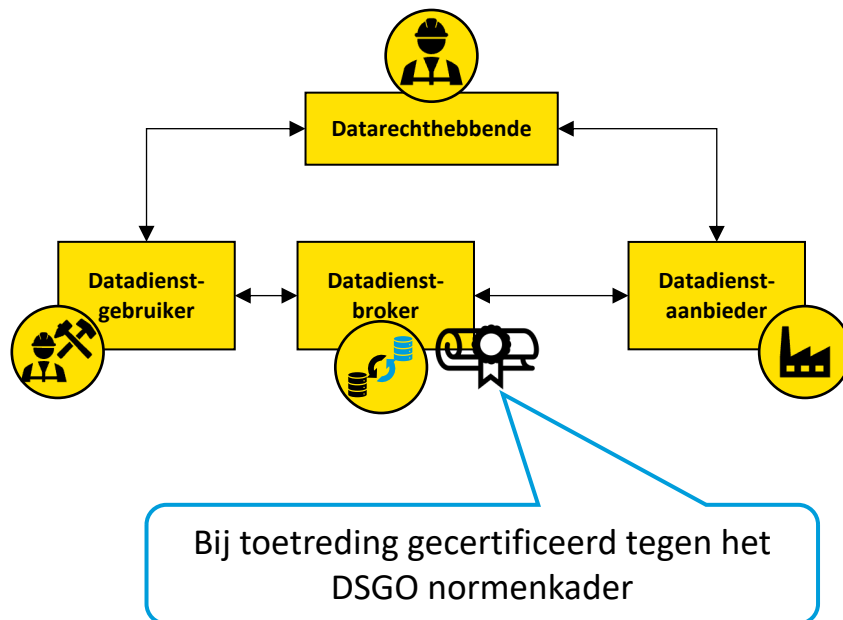 Datarechthebbende
Datadienst-
gebruiker
Datadienst-
broker
Datadienst-
aanbieder
Bij toetreding gecertificeerd tegen het
DSGO normenkader